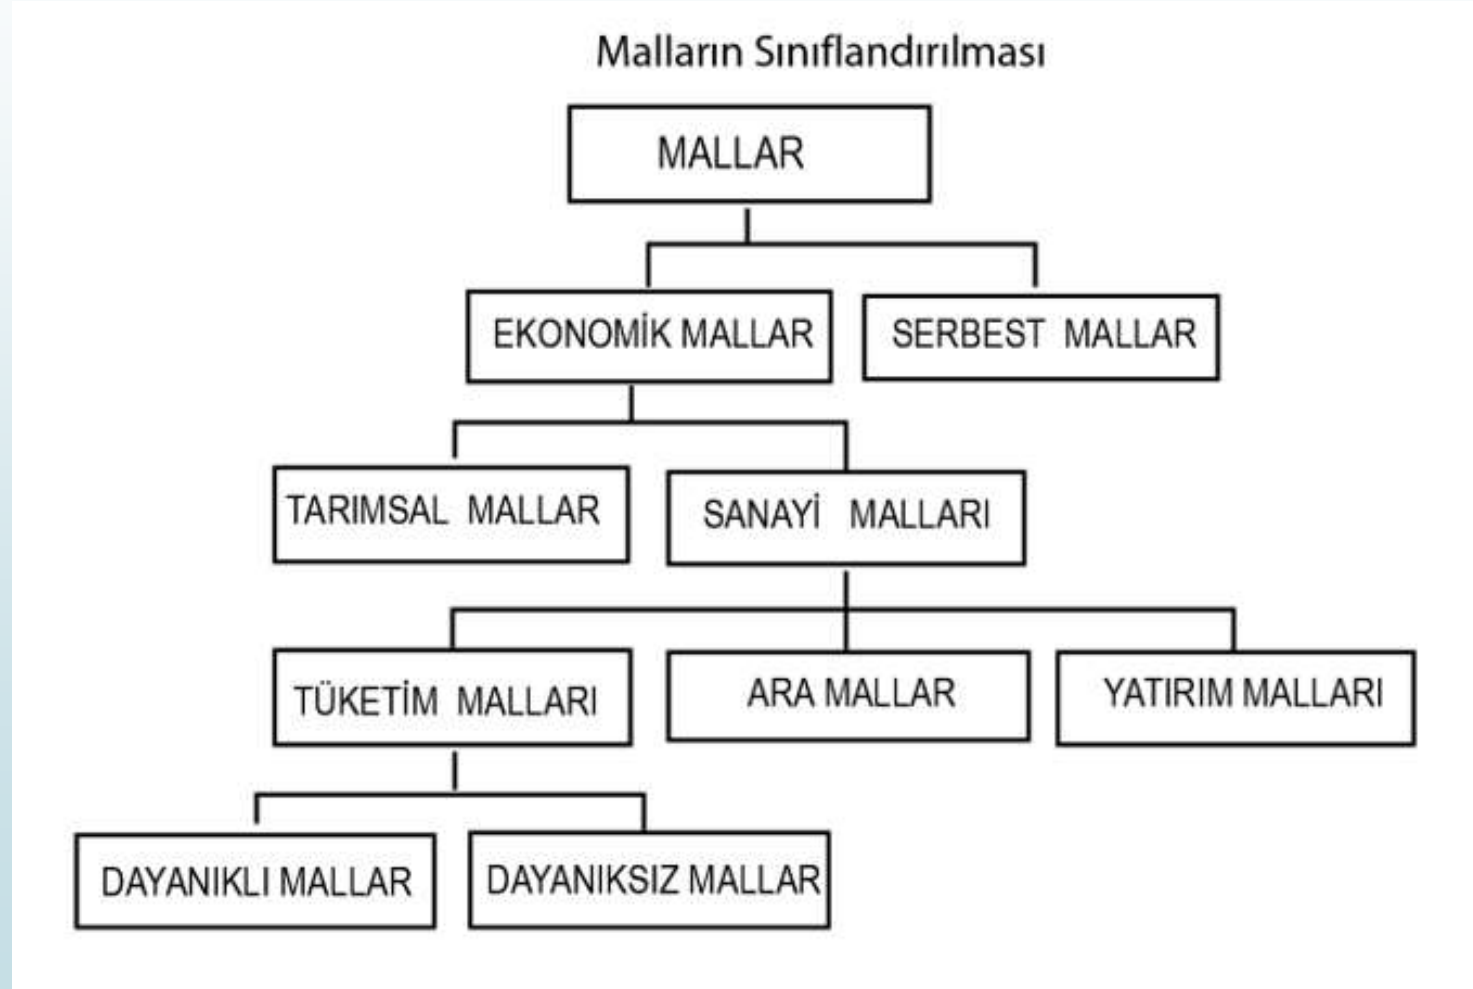 Malların Sınıflandırılması
MALLAR
EKONOMİK MALLAR
SERBEST MALLAR
TARIMSAL MALLAR
SANAYİ MALLARI
TÜKETİM MALLARI
ARA MALLAR
YATIRIM MALLARI
DAYANIKLI MALLAR
DAYANIKSIZ MALLAR